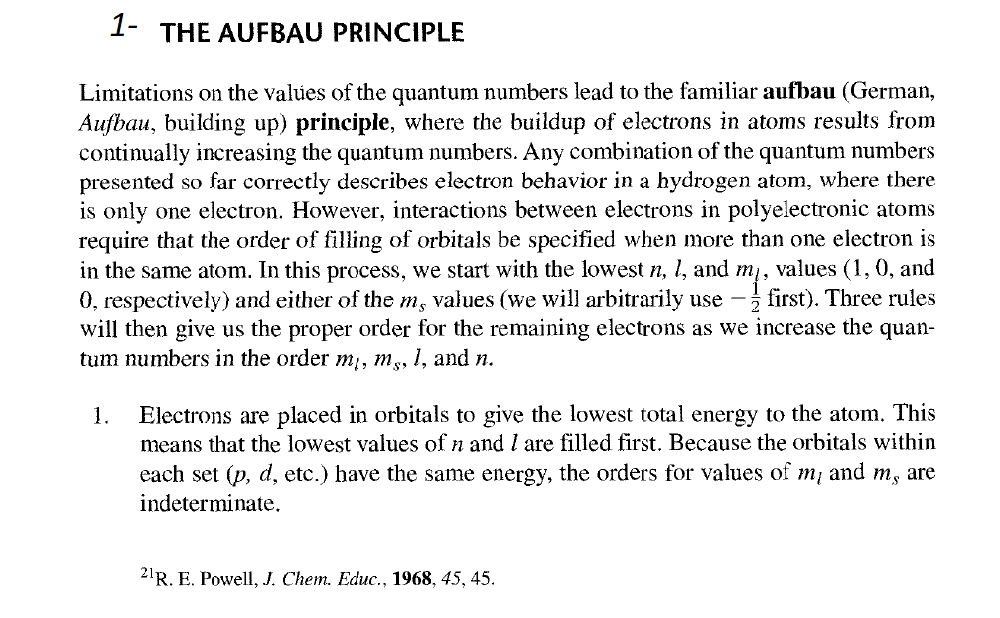 1- THE AUFBAU PRINCIPLE
Limitations on the values of the quantum numbers lead to the familiar aufbau (German,
Aufbau, building up) principle, where the buildup of electrons in atoms results from
continually increasing the quantum numbers. Any combination of the quantum numbers
presented so far correctly describes electron behavior in a hydrogen atom, where there
is only one electron. However, interactions between electrons in polyelectronic atoms
require that the order of filling of orbitals be specified when more than one electron is
in the same atom. In this process, we start with the lowest n, l, and mₗ, values (1, 0, and
0, respectively) and either of the mₛ values (we will arbitrarily use −½ first). Three rules
will then give us the proper order for the remaining electrons as we increase the quan-
tum numbers in the order mₗ, mₛ, l, and n.
1. Electrons are placed in orbitals to give the lowest total energy to the atom. This
means that the lowest values of n and l are filled first. Because the orbitals within
each set (p, d, etc.) have the same energy, the orders for values of mₗ and mₛ are
indeterminate.
²¹R. E. Powell, J. Chem. Educ., 1968, 45, 45.